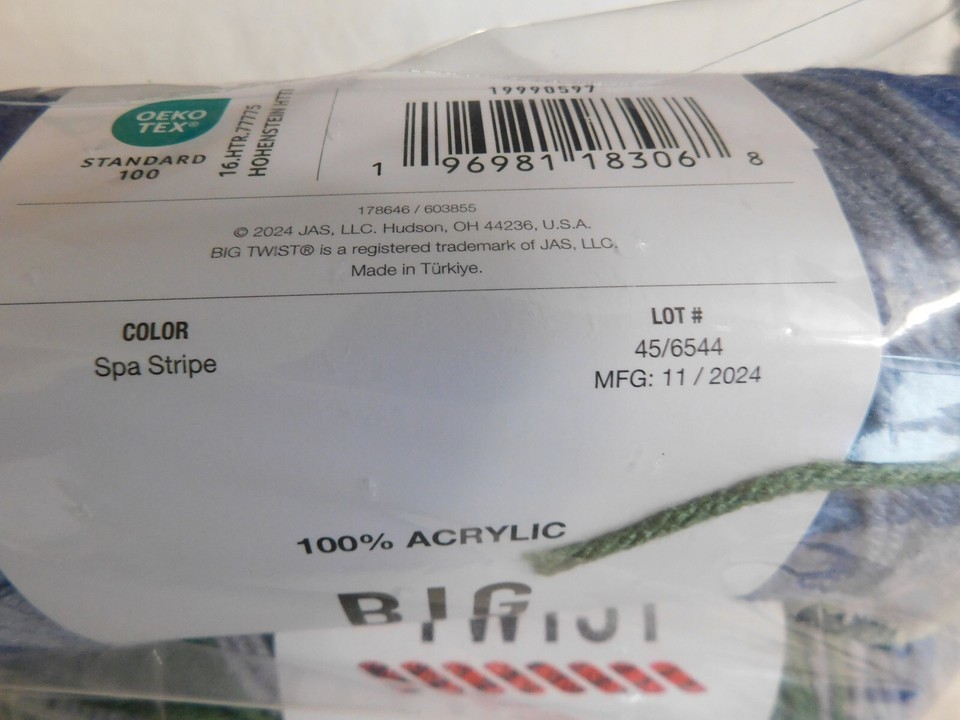 OEKO
TEX®
STANDARD
100
16.HTR.77775
HOHENSTEIN HTTI
19990597
1 96981 18306 8
178646 / 603855
© 2024 JAS, LLC. Hudson, OH 44236, U.S.A.
BIG TWIST® is a registered trademark of JAS, LLC.
Made in Türkiye.
COLOR
Spa Stripe
LOT #
45/6544
MFG: 11 / 2024
100% ACRYLIC
BIG
TWIST